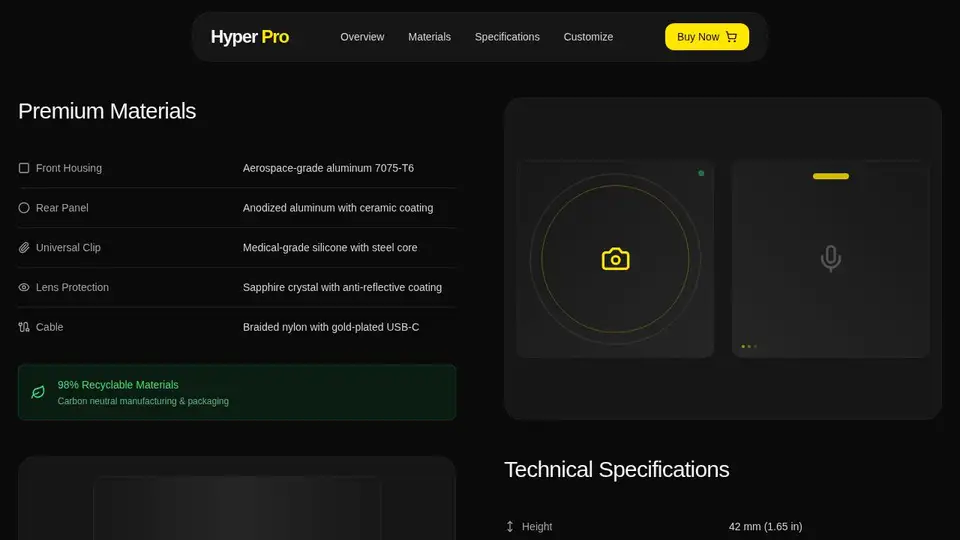 Hyper Pro
Overview
Materials
Specifications
Customize
Buy Now
Premium Materials
Front Housing Aerospace-grade aluminum 7075-T6
Rear Panel Anodized aluminum with ceramic coating
Universal Clip Medical-grade silicone with steel core
Lens Protection Sapphire crystal with anti-reflective coating
Cable Braided nylon with gold-plated USB-C
98% Recyclable Materials
Carbon neutral manufacturing & packaging
Technical Specifications
Height 42 mm (1.65 in)